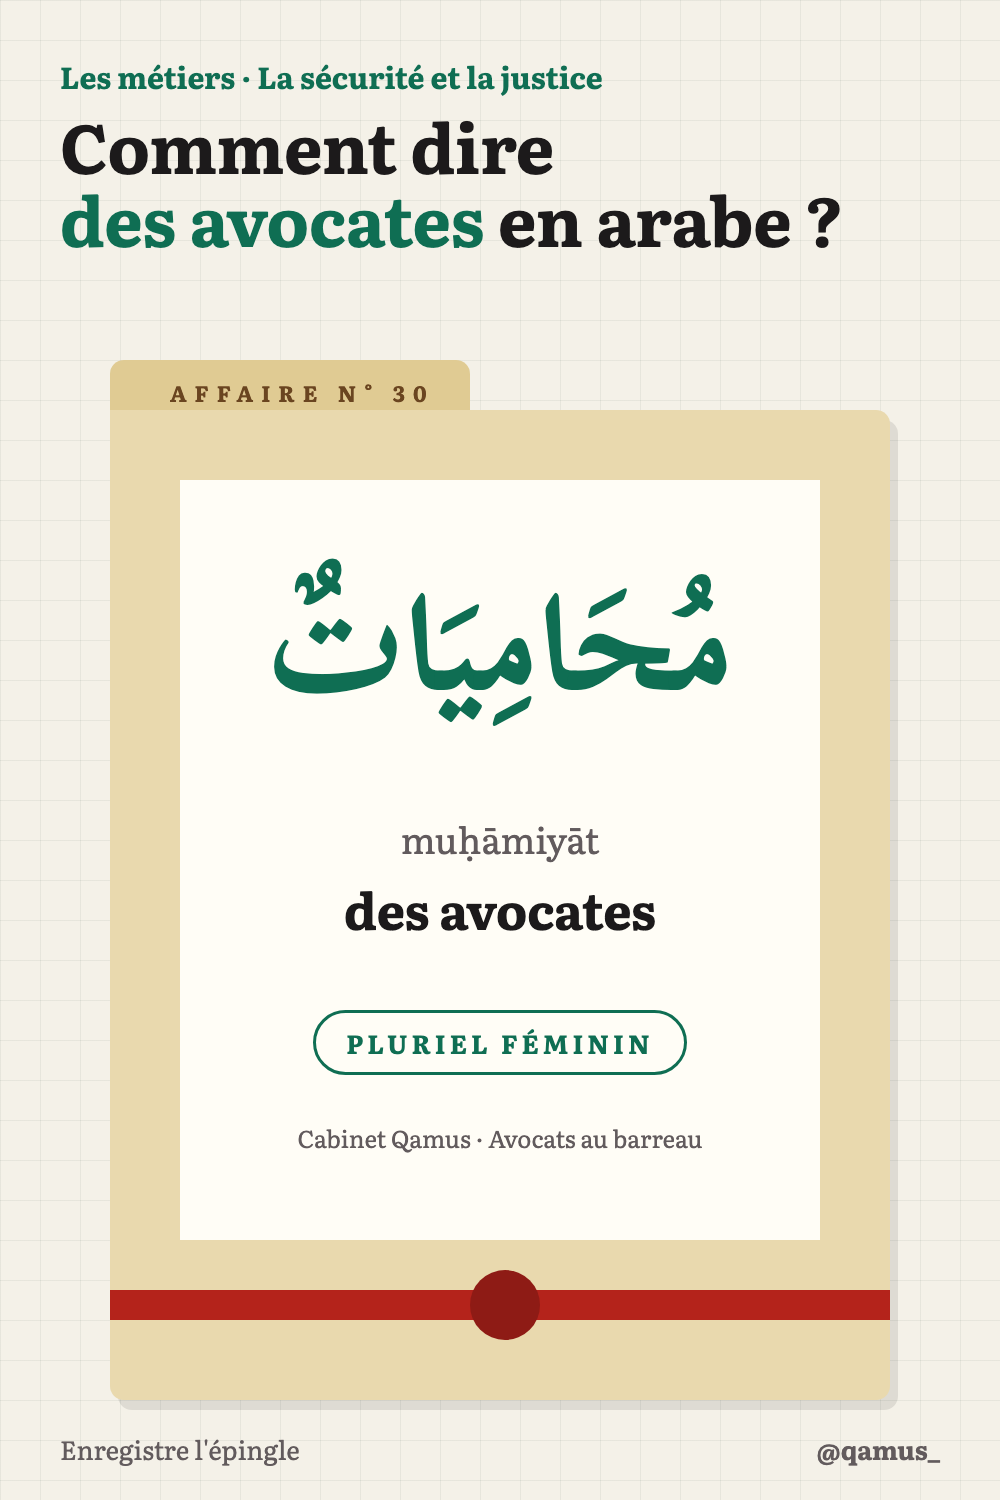 Les métiers · La sécurité et la justice
Comment dire
des avocates en arabe ?
AFFAIRE N° 30
مُحَامِيَاتٌ
muḥāmiyāt
des avocates
PLURIEL FÉMININ
Cabinet Qamus · Avocats au barreau
Enregistre l'épingle
@qamus_